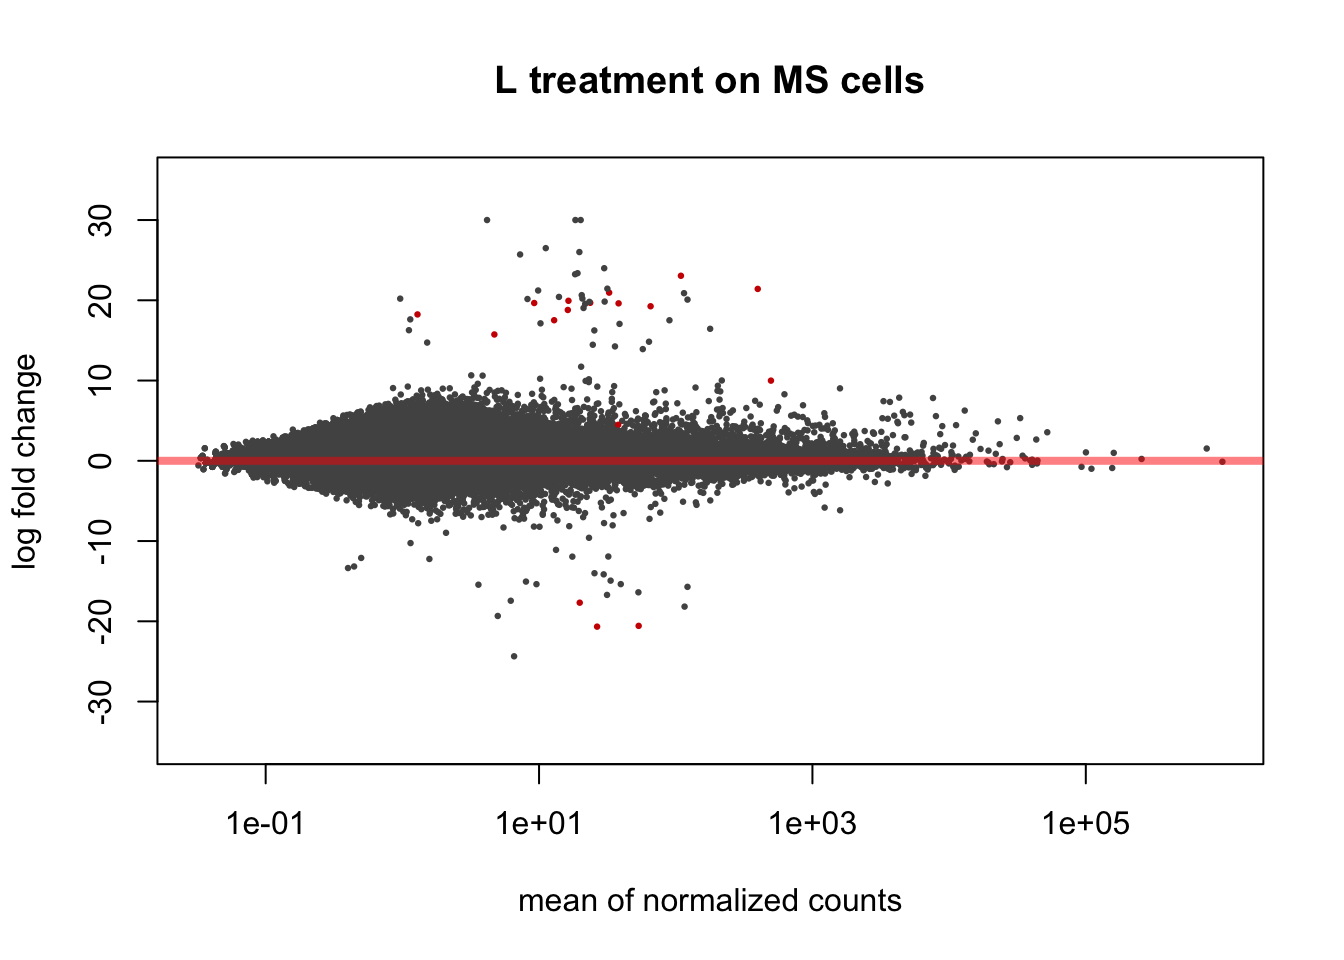 L treatment on MS cells
log fold change
30
20
10
0
-10
-20
-30
1e-01
1e+01
1e+03
1e+05
mean of normalized counts